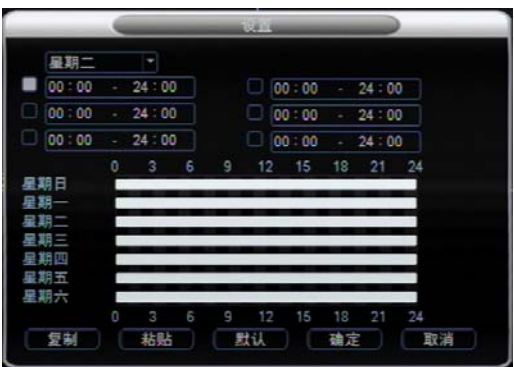 设置
星期二
00:00 - 24:00 00:00 - 24:00
00:00 - 24:00 00:00 - 24:00
00:00 - 24:00 00:00 - 24:00
0 3 6 9 12 15 18 21 24
星期日
星期一
星期二
星期三
星期四
星期五
星期六
0 3 6 9 12 15 18 21 24
复制 粘贴 默认 确定 取消